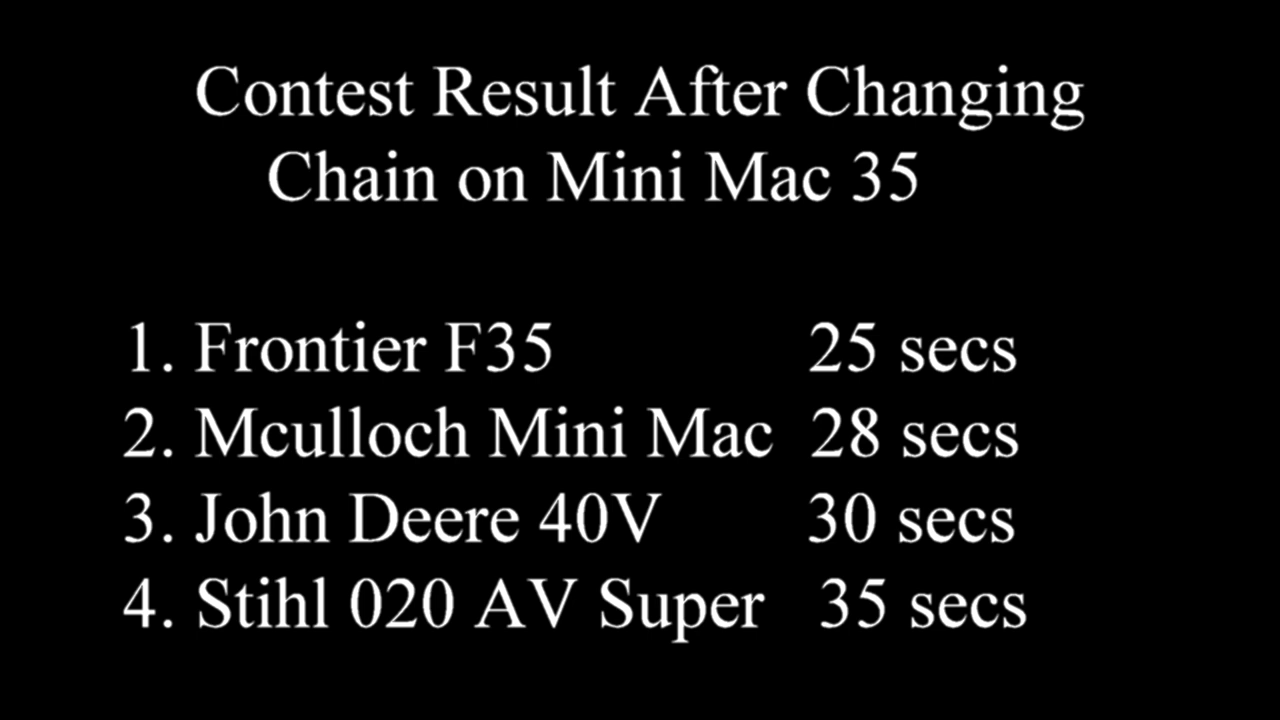 Contest Result After Changing
Chain on Mini Mac 35
1. Frontier F35 25 secs
2. Mculloch Mini Mac 28 secs
3. John Deere 40V 30 secs
4. Stihl 020 AV Super 35 secs